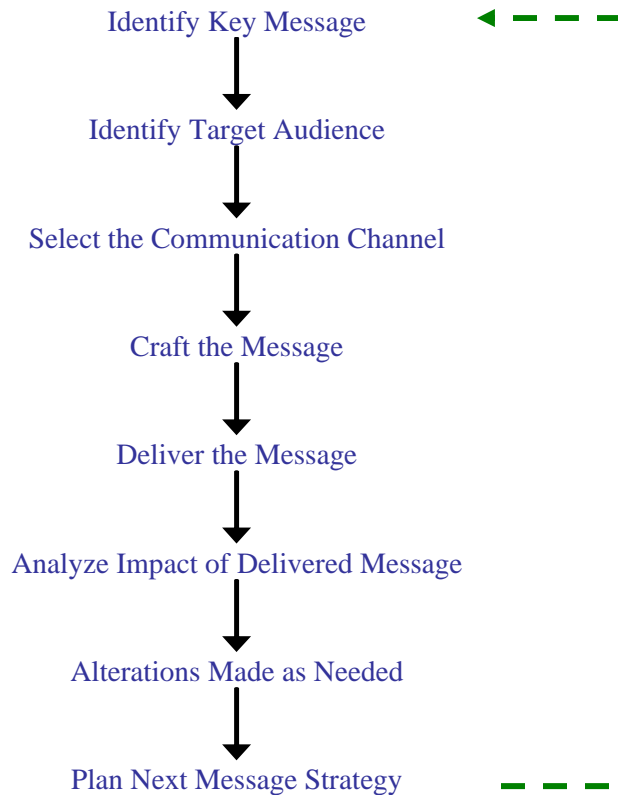 Identify Key Message
Identify Target Audience
Select the Communication Channel
Craft the Message
Deliver the Message
Analyze Impact of Delivered Message
Alterations Made as Needed
Plan Next Message Strategy